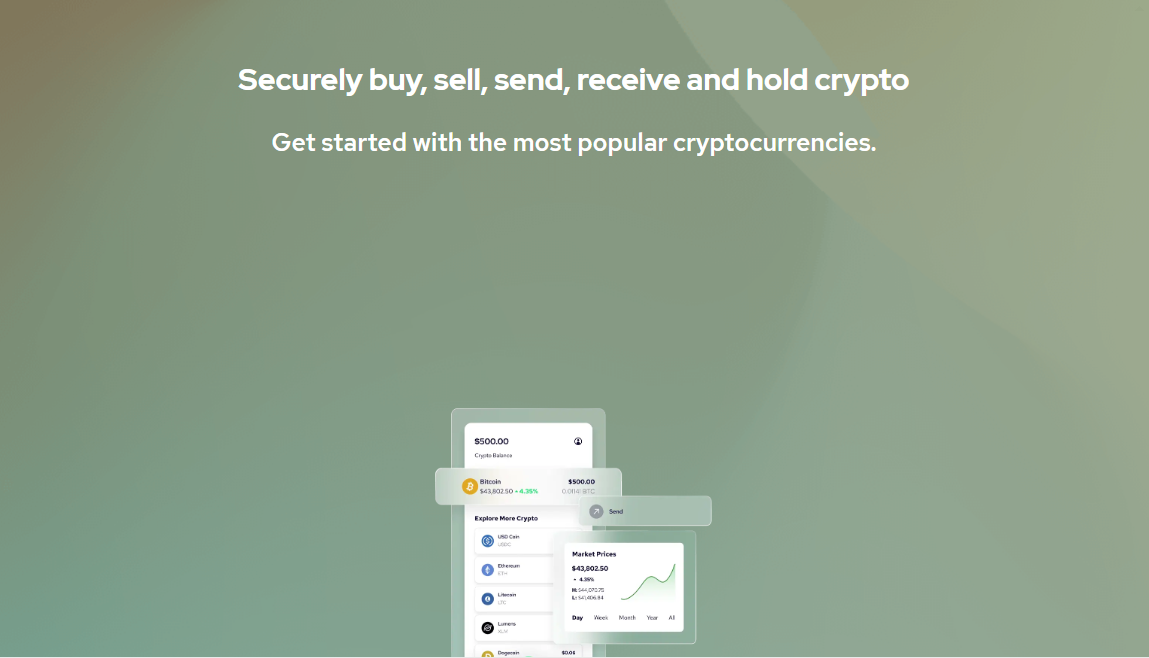 Securely buy, sell, send, receive and hold crypto
Get started with the most popular cryptocurrencies.
$500.00
Crypto Balance
Bitcoin $500.00
$43,802.50 4.35% 0.01141 BTC
Send
Explore More Crypto
USD Coin
USDC
Ethereum
ETH
Litecoin
LTC
Lumens
XLM
Dogecoin $0.05
Market Prices
$43,802.50
4.35%
H: $44,070.75
L: $41,406.84
Day Week Month Year All